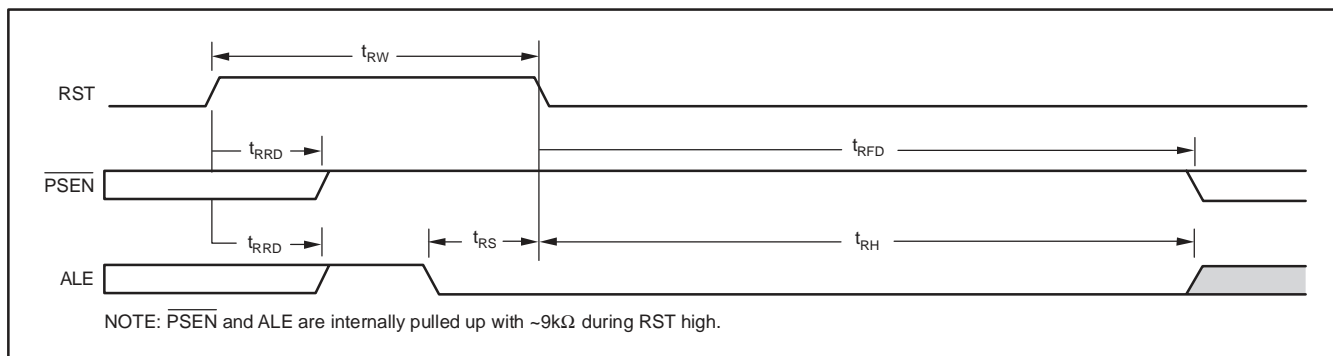 tRW
RST
tRRD
tRFD
PSEN
tRRD
tRS
tRH
ALE
NOTE: PSEN and ALE are internally pulled up with ~9kΩ during RST high.